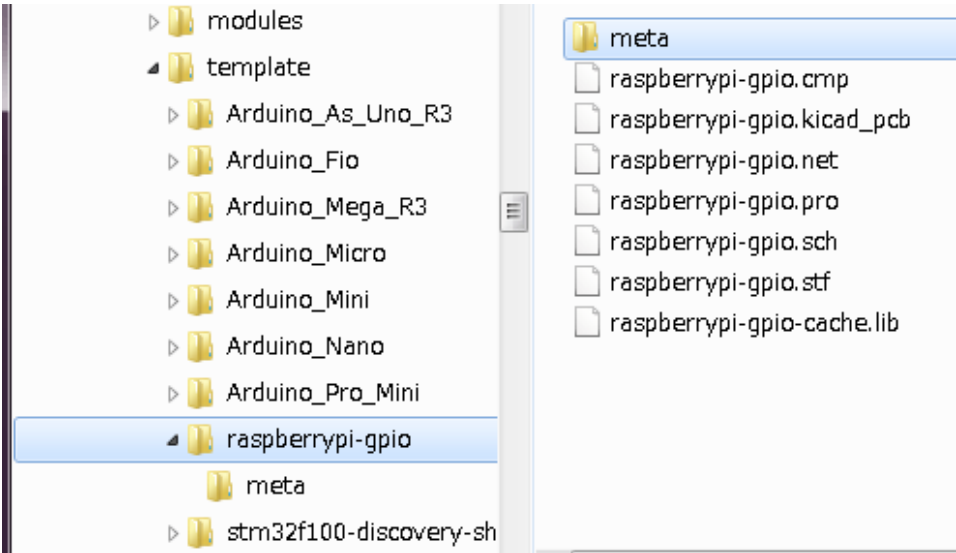 modules
template
Arduino_As_Uno_R3
Arduino_Fio
Arduino_Mega_R3
Arduino_Micro
Arduino_Mini
Arduino_Nano
Arduino_Pro_Mini
raspberrypi-gpio
meta
stm32f100-discovery-sh
meta
raspberrypi-gpio.cmp
raspberrypi-gpio.kicad_pcb
raspberrypi-gpio.net
raspberrypi-gpio.pro
raspberrypi-gpio.sch
raspberrypi-gpio.stf
raspberrypi-gpio-cache.lib